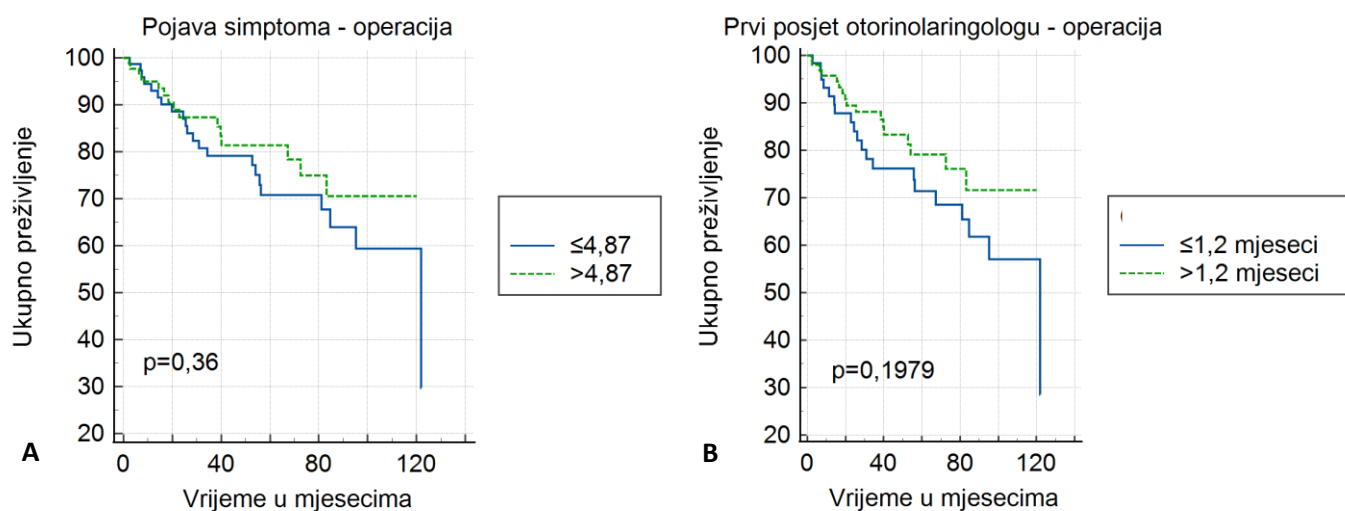 Pojava simptoma - operacija
100
90
80
70
60
50
40
30
20
0
40
80
120
Ukupno preživljenje
Vrijeme u mjesecima
p=0,36
≤4,87
>4,87
A
Prvi posjet otorinolaringologu - operacija
100
90
80
70
60
50
40
30
20
0
40
80
120
Ukupno preživljenje
Vrijeme u mjesecima
p=0,1979
≤1,2 mjeseci
>1,2 mjeseci
B